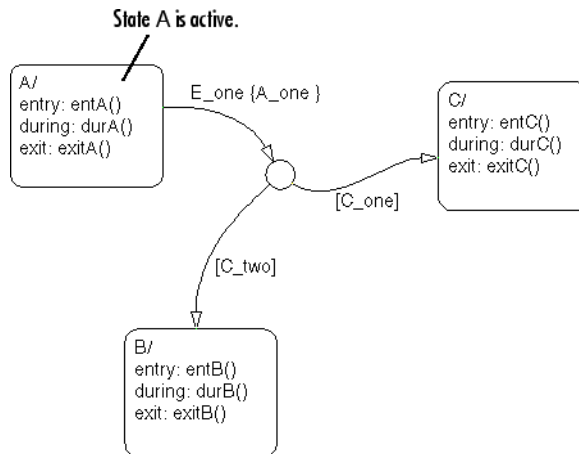 State A is active.
A/
entry: entA()
during: durA()
exit: exitA()
E_one {A_one }
C/
entry: entC()
during: durC()
exit: exitC()
[C_one]
[C_two]
B/
entry: entB()
during: durB()
exit: exitB()